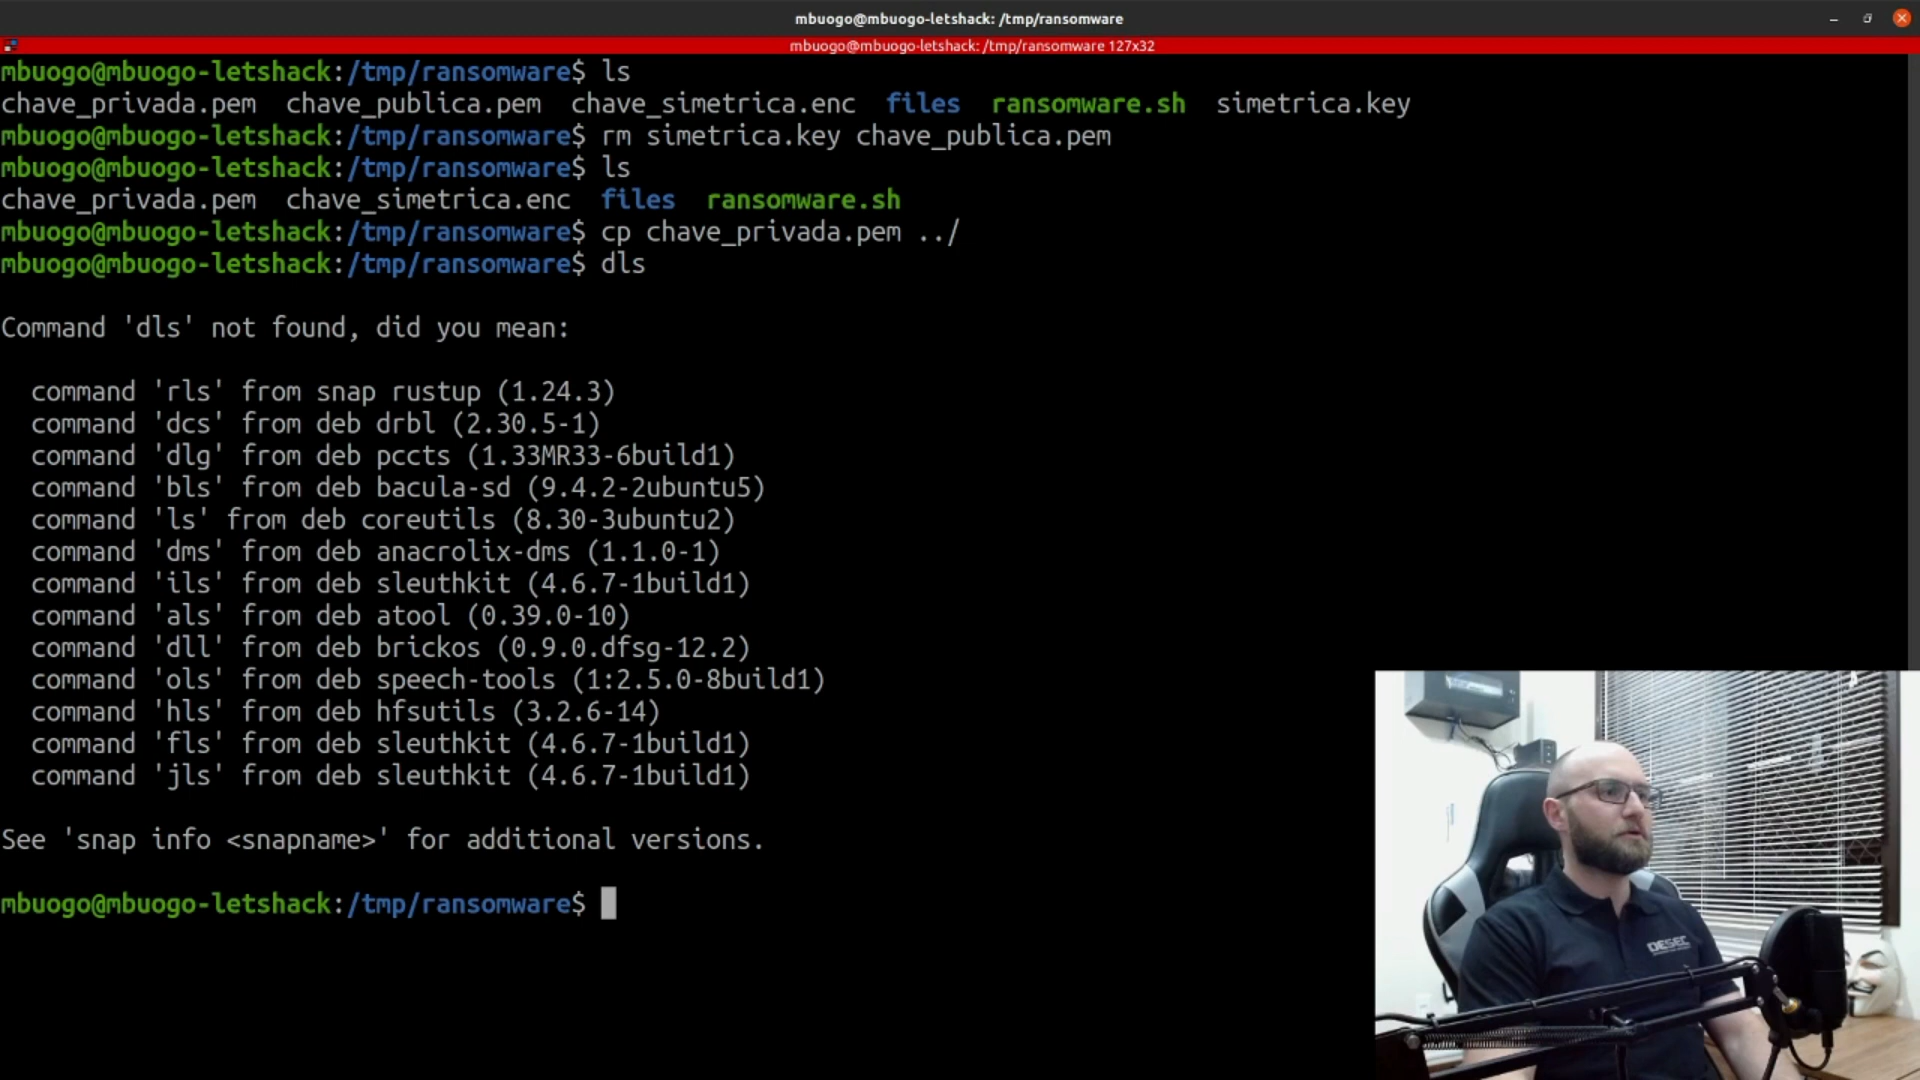 mbuogo@mbuogo-letshack: /tmp/ransomware
mbuogo@mbuogo-letshack: /tmp/ransomware 127x32
mbuogo@mbuogo-letshack:/tmp/ransomware$ ls
chave_privada.pem  chave_publica.pem  chave_simetrica.enc  files  ransomware.sh  simetrica.key
mbuogo@mbuogo-letshack:/tmp/ransomware$ rm simetrica.key chave_publica.pem
mbuogo@mbuogo-letshack:/tmp/ransomware$ ls
chave_privada.pem  chave_simetrica.enc  files  ransomware.sh
mbuogo@mbuogo-letshack:/tmp/ransomware$ cp chave_privada.pem ../
mbuogo@mbuogo-letshack:/tmp/ransomware$ dls
Command 'dls' not found, did you mean:
  command 'rls' from snap rustup (1.24.3)
  command 'dcs' from deb drbl (2.30.5-1)
  command 'dlg' from deb pccts (1.33MR33-6build1)
  command 'bls' from deb bacula-sd (9.4.2-2ubuntu5)
  command 'ls' from deb coreutils (8.30-3ubuntu2)
  command 'dms' from deb anacrolix-dms (1.1.0-1)
  command 'ils' from deb sleuthkit (4.6.7-1build1)
  command 'als' from deb atool (0.39.0-10)
  command 'dll' from deb brickos (0.9.0.dfsg-12.2)
  command 'ols' from deb speech-tools (1:2.5.0-8build1)
  command 'hls' from deb hfsutils (3.2.6-14)
  command 'fls' from deb sleuthkit (4.6.7-1build1)
  command 'jls' from deb sleuthkit (4.6.7-1build1)
See 'snap info <snapname>' for additional versions.
mbuogo@mbuogo-letshack:/tmp/ransomware$
DESEC